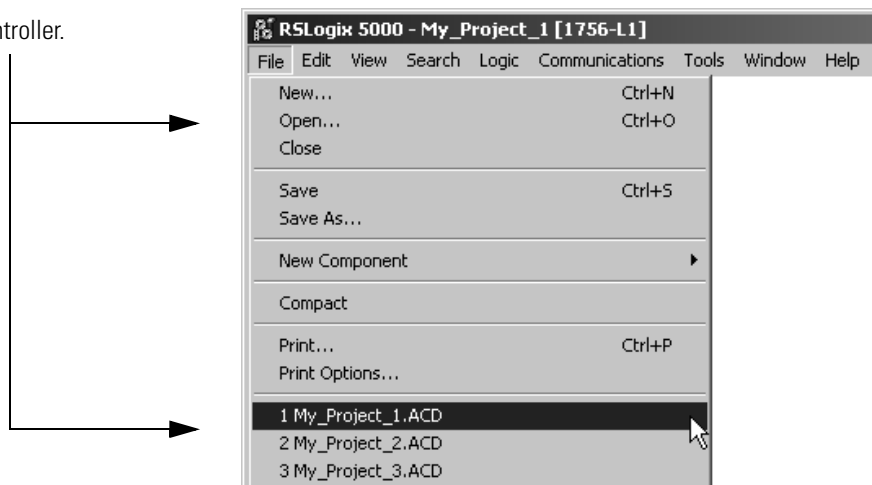 ntroller.
RSLogix 5000 - My_Project_1 [1756-L1]
File Edit View Search Logic Communications Tools Window Help
New... Ctrl+N
Open... Ctrl+O
Close
Save Ctrl+S
Save As...
New Component
Compact
Print... Ctrl+P
Print Options...
1 My_Project_1.ACD
2 My_Project_2.ACD
3 My_Project_3.ACD